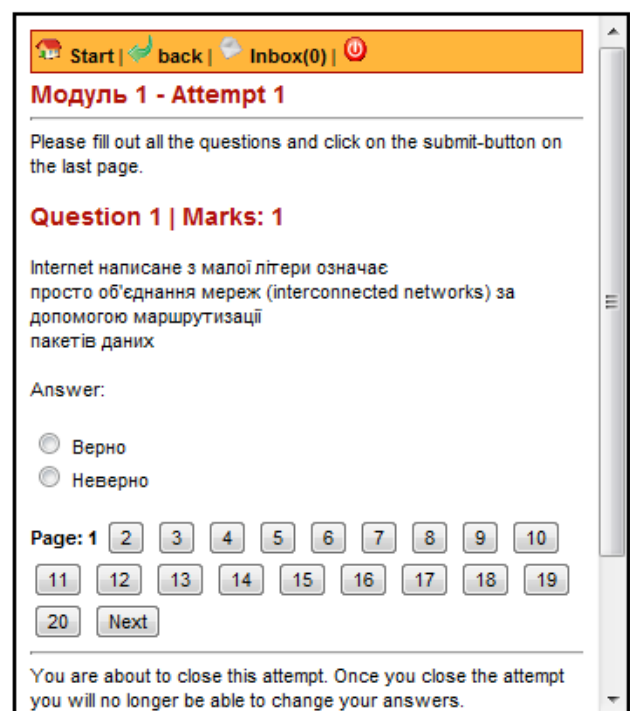 Start | back | Inbox(0) |
Модуль 1 - Attempt 1
Please fill out all the questions and click on the submit-button on
the last page.
Question 1 | Marks: 1
Internet написане з малої літери означає
просто об'єднання мереж (interconnected networks) за
допомогою маршрутизації
пакетів даних
Answer:
Верно
Неверно
Page: 1 2 3 4 5 6 7 8 9 10
11 12 13 14 15 16 17 18 19
20 Next
You are about to close this attempt. Once you close the attempt
you will no longer be able to change your answers.